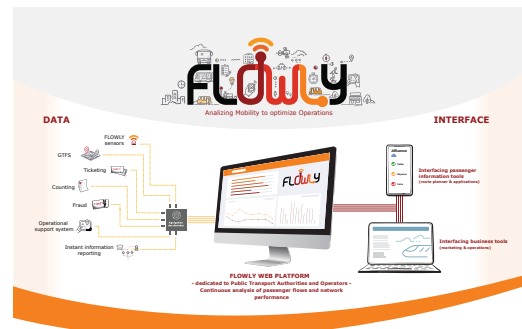 FLOWLY
Analizing Mobility to optimize Operations
DATA
INTERFACE
FLOWLY
sensors
GTFS
Ticketing
Counting
Fraud
Operational
support system
Instant information
reporting
FLOWLY
Affluence
Interfacing passenger
information tools
(route planner & applications)
Interfacing business tools
(marketing & operations)
FLOWLY WEB PLATFORM
- dedicated to Public Transport Authorities and Operators -
Continuous analysis of passenger flows and network
performance